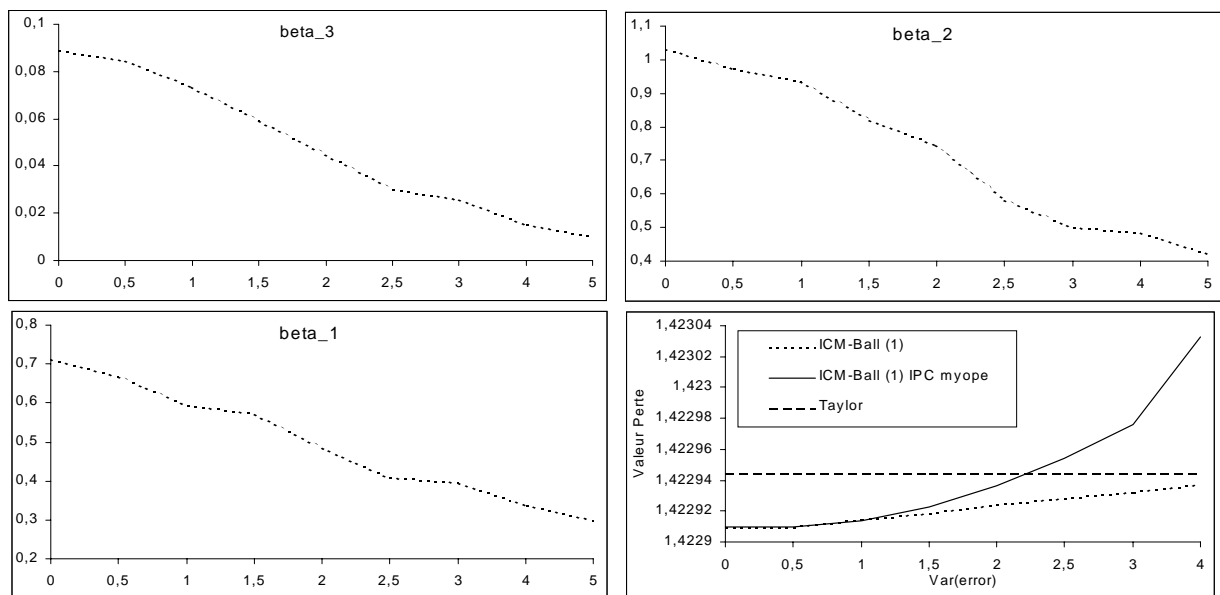 beta_3
0,1
0,08
0,06
0,04
0,02
0
0 0,5 1 1,5 2 2,5 3 4 5
beta_2
1,1
1
0,9
0,8
0,7
0,6
0,5
0,4
0 0,5 1 1,5 2 2,5 3 4 5
beta_1
0,8
0,7
0,6
0,5
0,4
0,3
0,2
0 0,5 1 1,5 2 2,5 3 4 5
Valeur Perte
1,42304
1,42302
1,423
1,42298
1,42296
1,42294
1,42292
1,4229
ICM-Ball (1)
ICM-Ball (1) IPC myope
Taylor
0 0,5 1 1,5 2 2,5 3 4
Var(error)